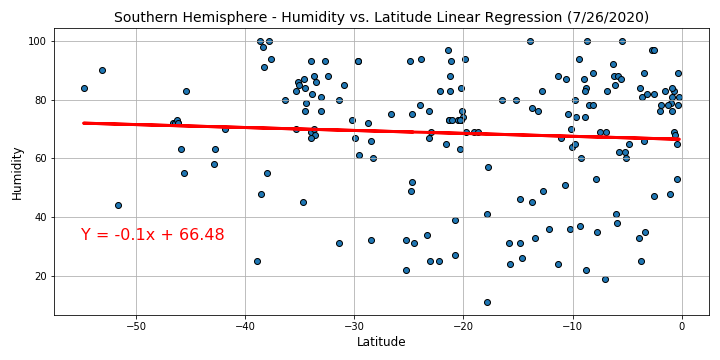 Southern Hemisphere - Humidity vs. Latitude Linear Regression (7/26/2020)
100
80
60
40
20
Humidity
Y = -0.1x + 66.48
−50 −40 −30 −20 −10 0
Latitude